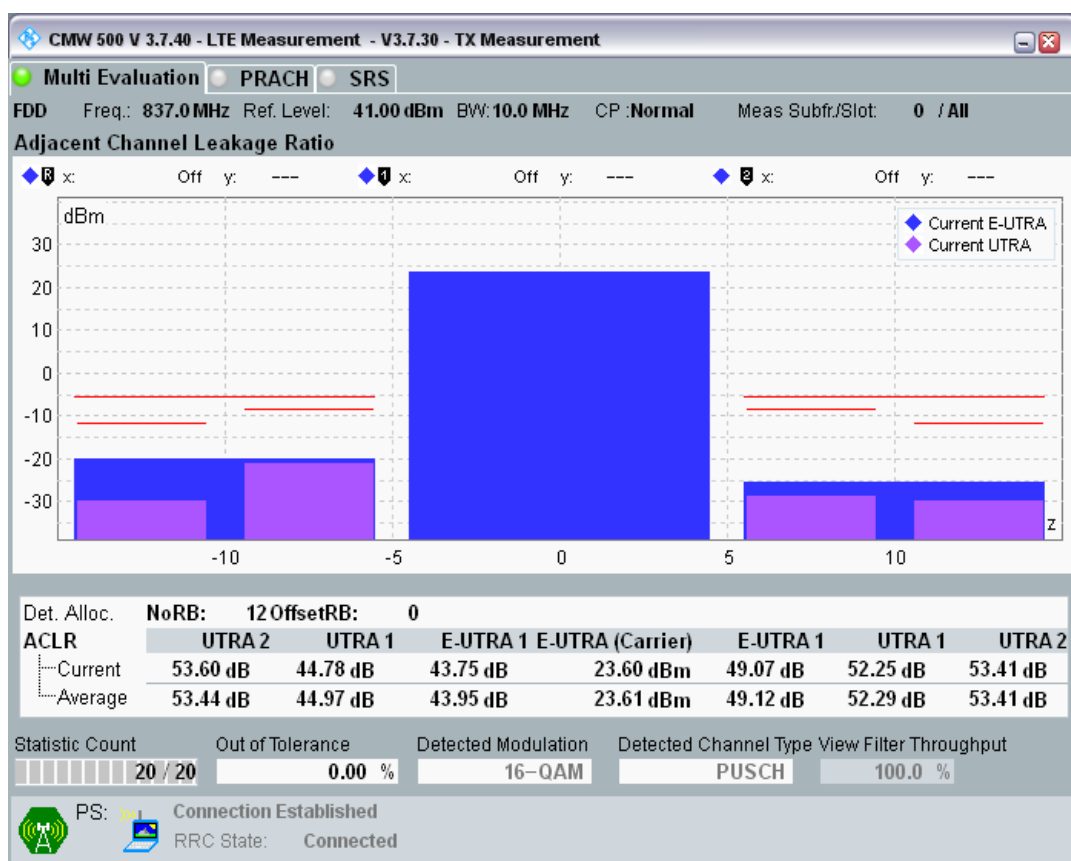 CMW 500 V 3.7.40 - LTE Measurement - V3.7.30 - TX Measurement
Multi Evaluation PRACH SRS
FDD Freq.: 837.0 MHz Ref. Level: 41.00 dBm BW: 10.0 MHz CP :Normal Meas Subfr./Slot: 0 / All
Adjacent Channel Leakage Ratio
R x: Off y: --- 1 x: Off y: --- 2 x: Off y: ---
dBm
Current E-UTRA
Current UTRA
30
20
10
0
-10
-20
-30
z
-10 -5 0 5 10
Det. Alloc. NoRB: 12 OffsetRB: 0
ACLR UTRA 2 UTRA 1 E-UTRA 1 E-UTRA (Carrier) E-UTRA 1 UTRA 1 UTRA 2
Current 53.60 dB 44.78 dB 43.75 dB 23.60 dBm 49.07 dB 52.25 dB 53.41 dB
Average 53.44 dB 44.97 dB 43.95 dB 23.61 dBm 49.12 dB 52.29 dB 53.41 dB
Statistic Count Out of Tolerance Detected Modulation Detected Channel Type View Filter Throughput
20 / 20 0.00 % 16-QAM PUSCH 100.0 %
PS: Connection Established
RRC State: Connected